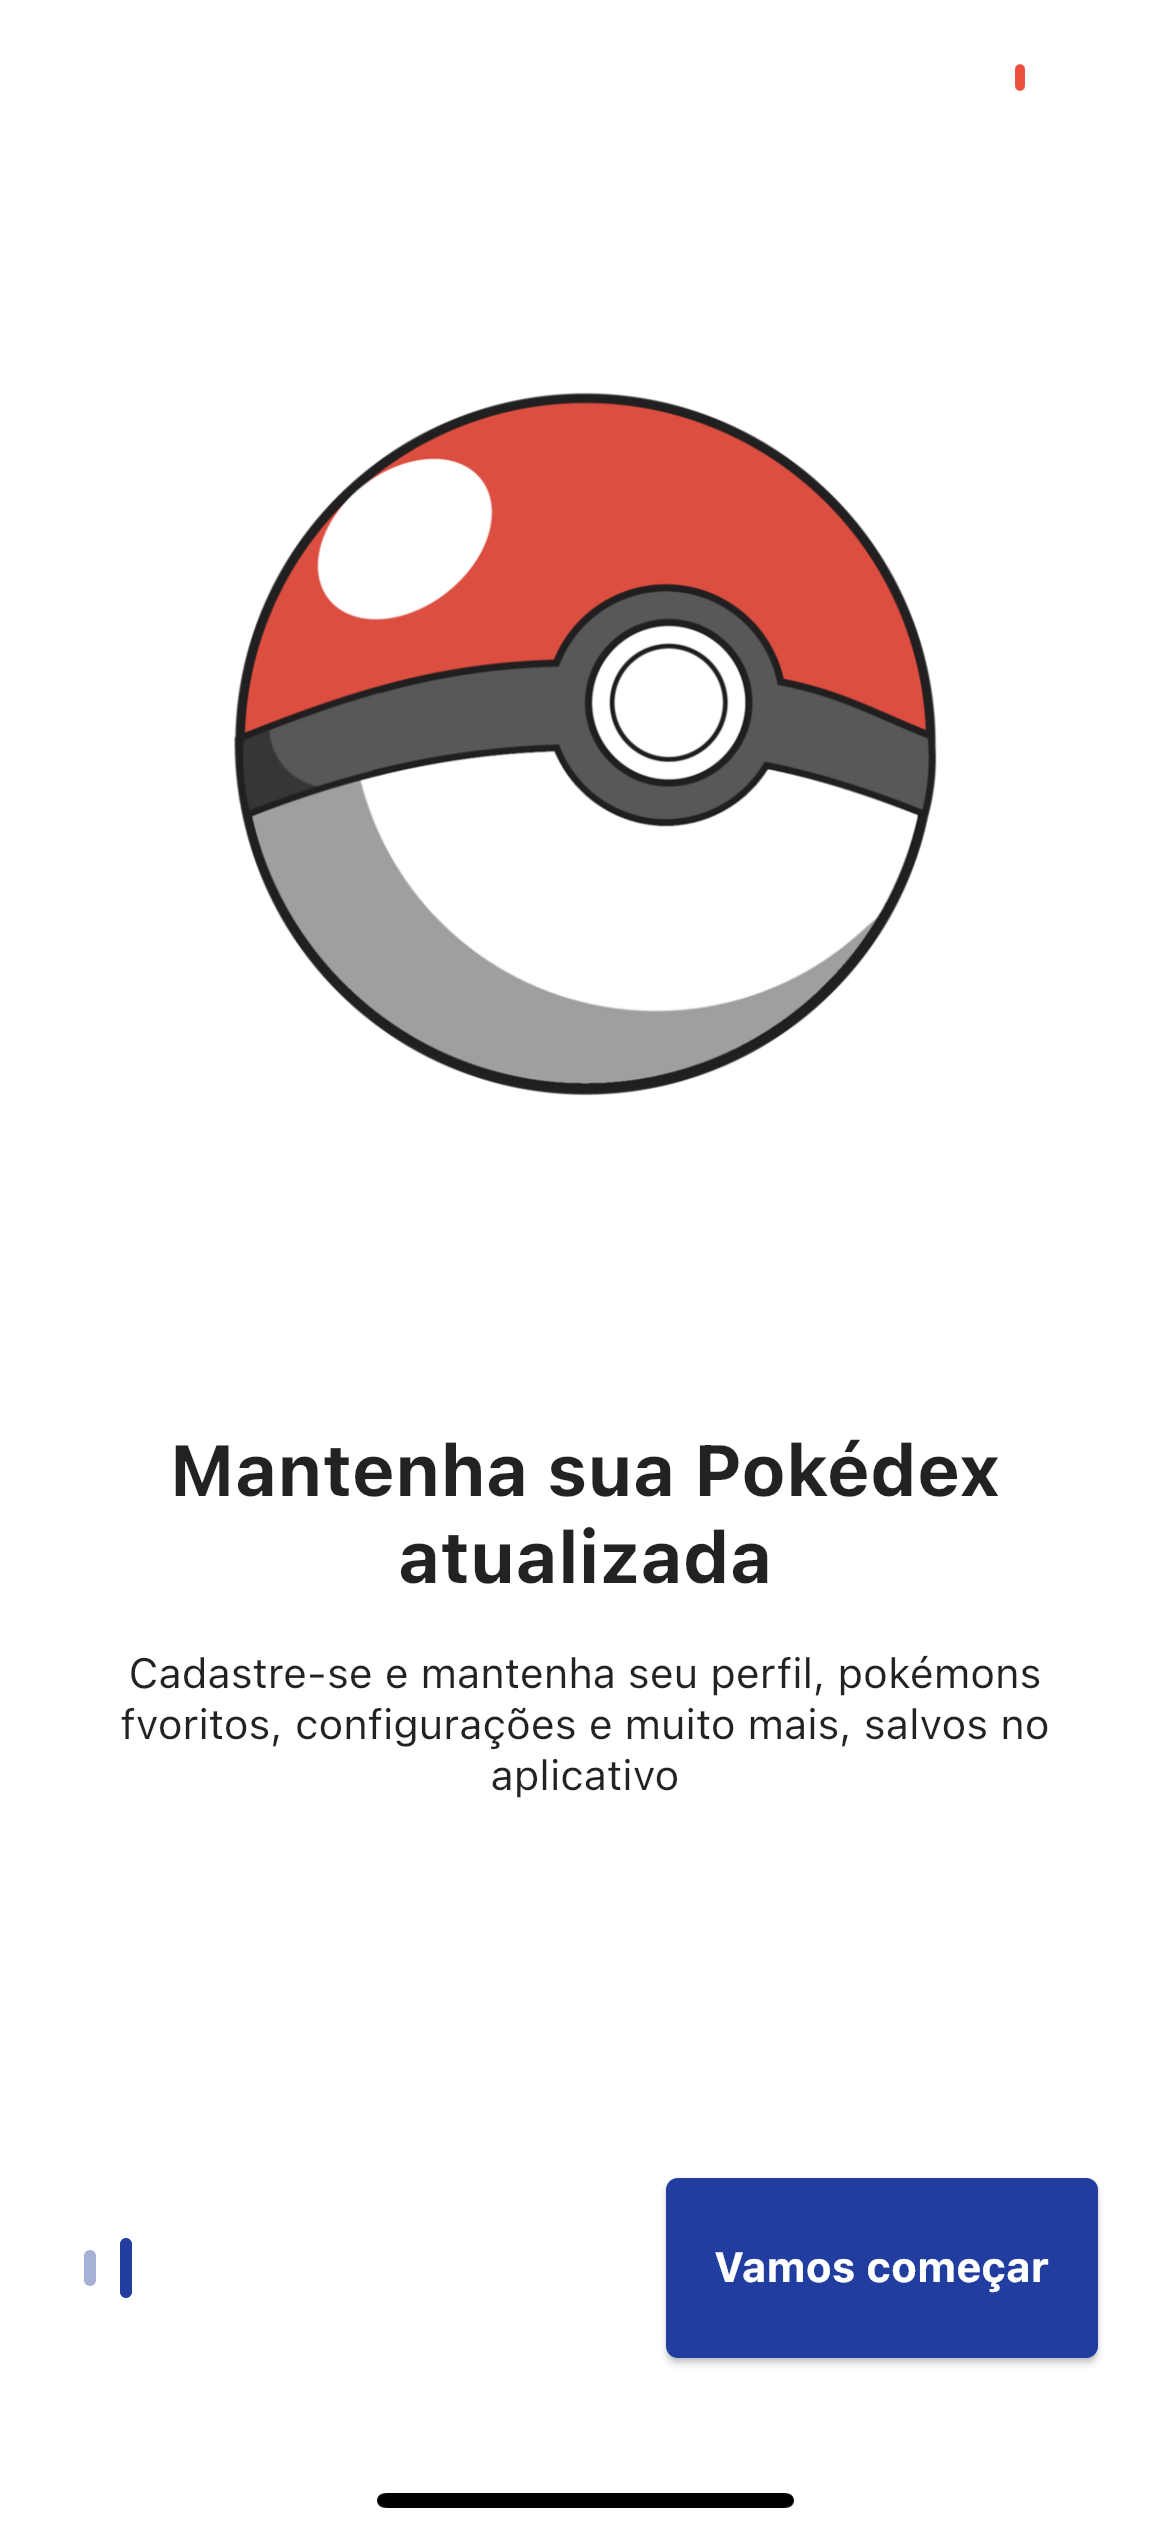 Mantenha sua Pokédex
atualizada
Cadastre-se e mantenha seu perfil, pokémons
fvoritos, configurações e muito mais, salvos no
aplicativo
Vamos começar